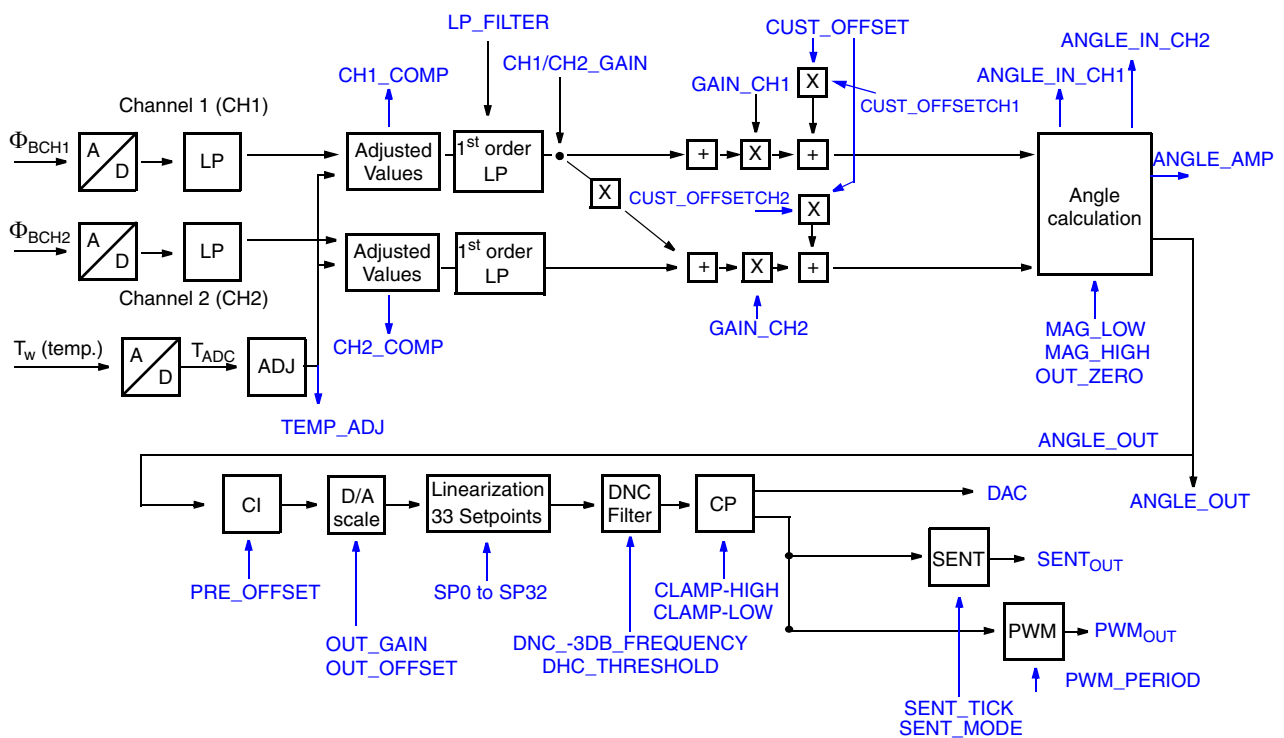 LP_FILTER
CUST_OFFSET
ANGLE_IN_CH2
CH1_COMP
CH1/CH2_GAIN
GAIN_CH1
X
CUST_OFFSETCH1
ANGLE_IN_CH1
Channel 1 (CH1)
ΦBCH1
A
D
LP
Adjusted
Values
1st order
LP
+
X
+
ANGLE_AMP
X
CUST_OFFSETCH2
X
Angle
calculation
ΦBCH2
A
D
LP
Adjusted
Values
1st order
LP
+
X
+
Channel 2 (CH2)
GAIN_CH2
MAG_LOW
MAG_HIGH
OUT_ZERO
Tw (temp.)
A
D
TADC
ADJ
CH2_COMP
TEMP_ADJ
ANGLE_OUT
CI
D/A
scale
Linearization
33 Setpoints
DNC
Filter
CP
DAC
ANGLE_OUT
SENT
SENTOUT
PRE_OFFSET
SP0 to SP32
CLAMP-HIGH
CLAMP-LOW
OUT_GAIN
OUT_OFFSET
DNC_-3DB_FREQUENCY
DHC_THRESHOLD
PWM
PWMOUT
PWM_PERIOD
SENT_TICK
SENT_MODE